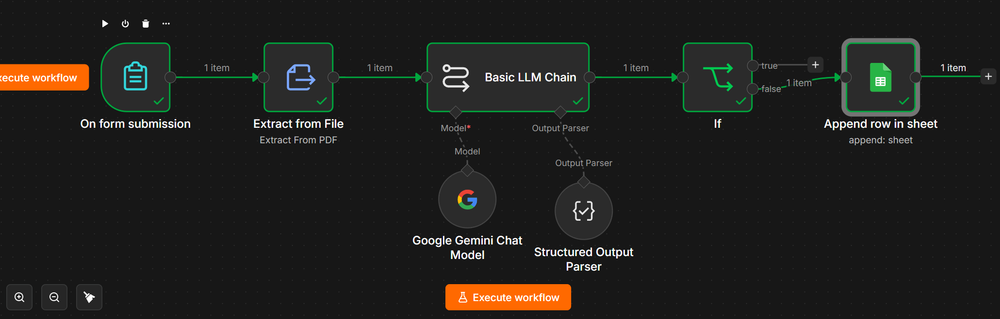 xecute workflow
1 item
1 item
Basic LLM Chain
1 item
true
1 item
false
1 item
On form submission
Extract from File
Extract From PDF
Model*
Output Parser
If
Append row in sheet
append: sheet
Model
Output Parser
Google Gemini Chat
Model
Structured Output
Parser
Execute workflow